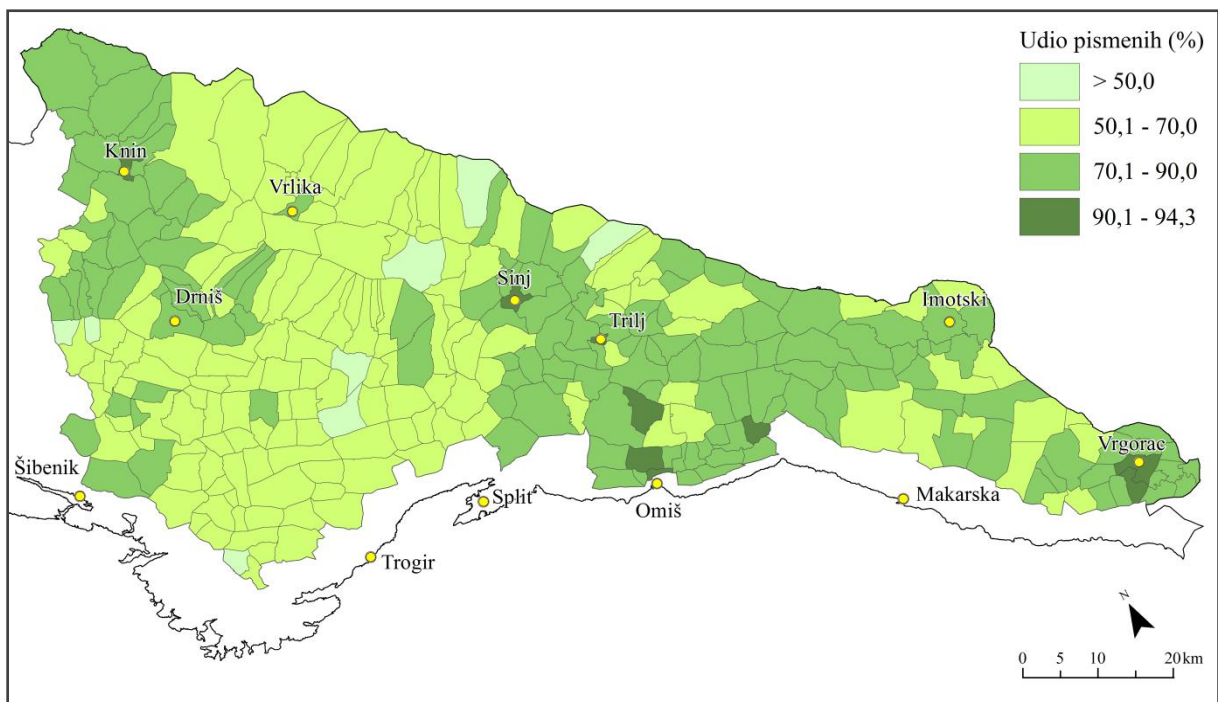 Udio pismenih (%)
> 50,0
50,1 - 70,0
70,1 - 90,0
90,1 - 94,3
Knin
Vrlika
Sinj
Drniš
Trilj
Imotski
Vrgorac
Šibenik
Split
Omiš
Makarska
Trogir
N
0 5 10 20 km